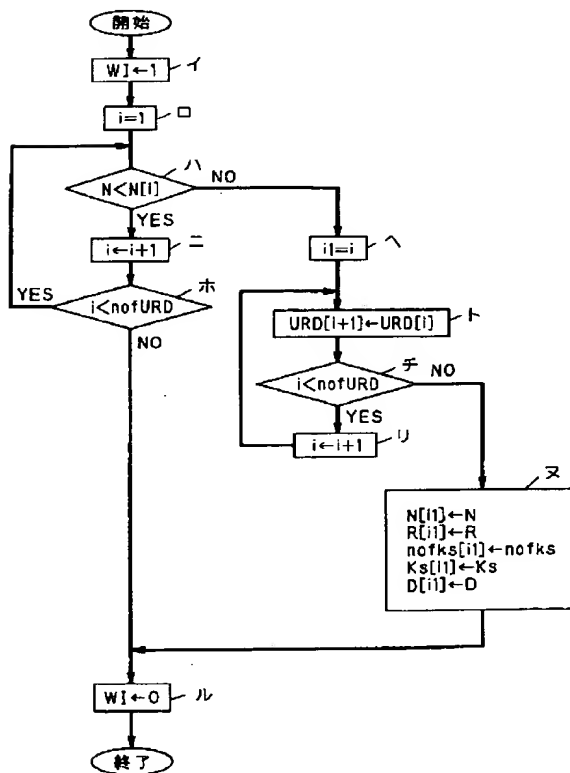 開始
WI←1
イ
i=1
ロ
N<N[i]
ハ
NO
YES
i←i+1
ニ
i1=i
ヘ
YES
i<nofURD
ホ
NO
URD[i+1]←URD[i]
ト
i<nofURD
チ
NO
YES
i←i+1
リ
ヌ
N[i1]←N
R[i1]←R
nofks[i1]←nofks
Ks[i1]←Ks
D[i1]←D
WI←0
ル
終了